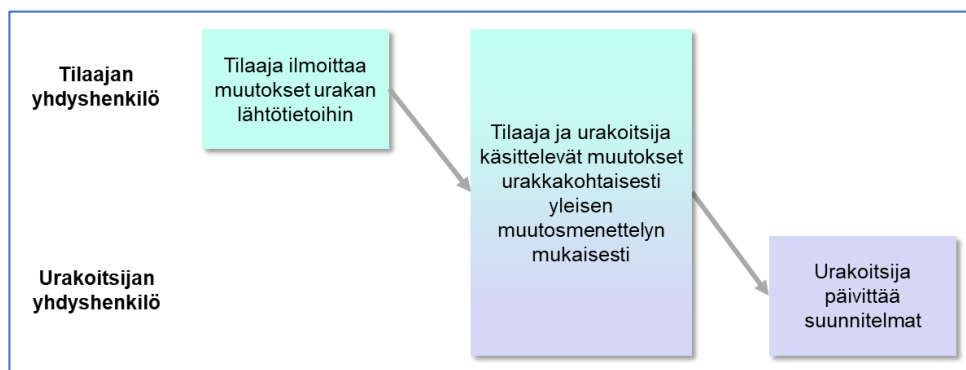 Tilaajan
yhdyshenkilö
Tilaaja ilmoittaa
muutokset urakan
lähtötietoihin
Tilaaja ja urakoitsija
käsittelevät muutokset
urakkakohtaisesti
yleisen
muutosmenettelyn
mukaisesti
Urakoitsijan
yhdyshenkilö
Urakoitsija
päivittää
suunnitelmat